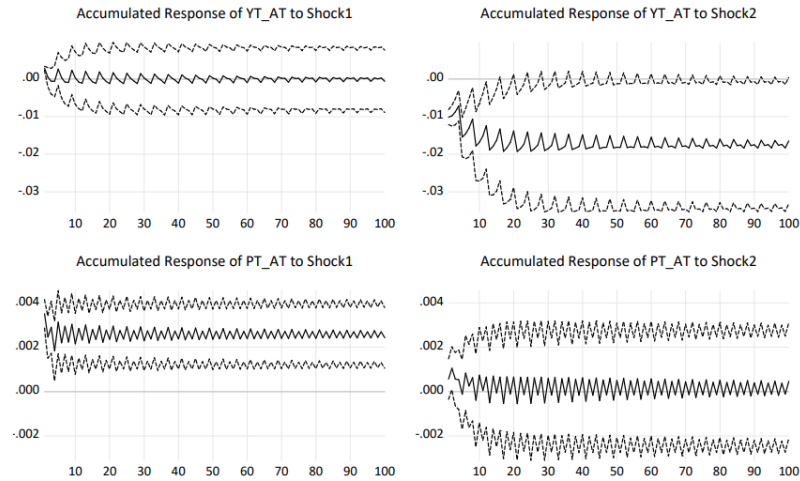 Accumulated Response of YT_AT to Shock1
.00
-.01
-.02
-.03
10 20 30 40 50 60 70 80 90 100
Accumulated Response of YT_AT to Shock2
.00
-.01
-.02
-.03
10 20 30 40 50 60 70 80 90 100
Accumulated Response of PT_AT to Shock1
.004
.002
.000
-.002
10 20 30 40 50 60 70 80 90 100
Accumulated Response of PT_AT to Shock2
.004
.002
.000
-.002
10 20 30 40 50 60 70 80 90 100